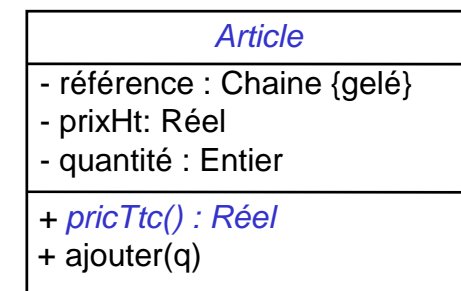 Article
- référence : Chaine {gelé}
- prixHt: Réel
- quantité : Entier
+ pricTtc() : Réel
+ ajouter(q)